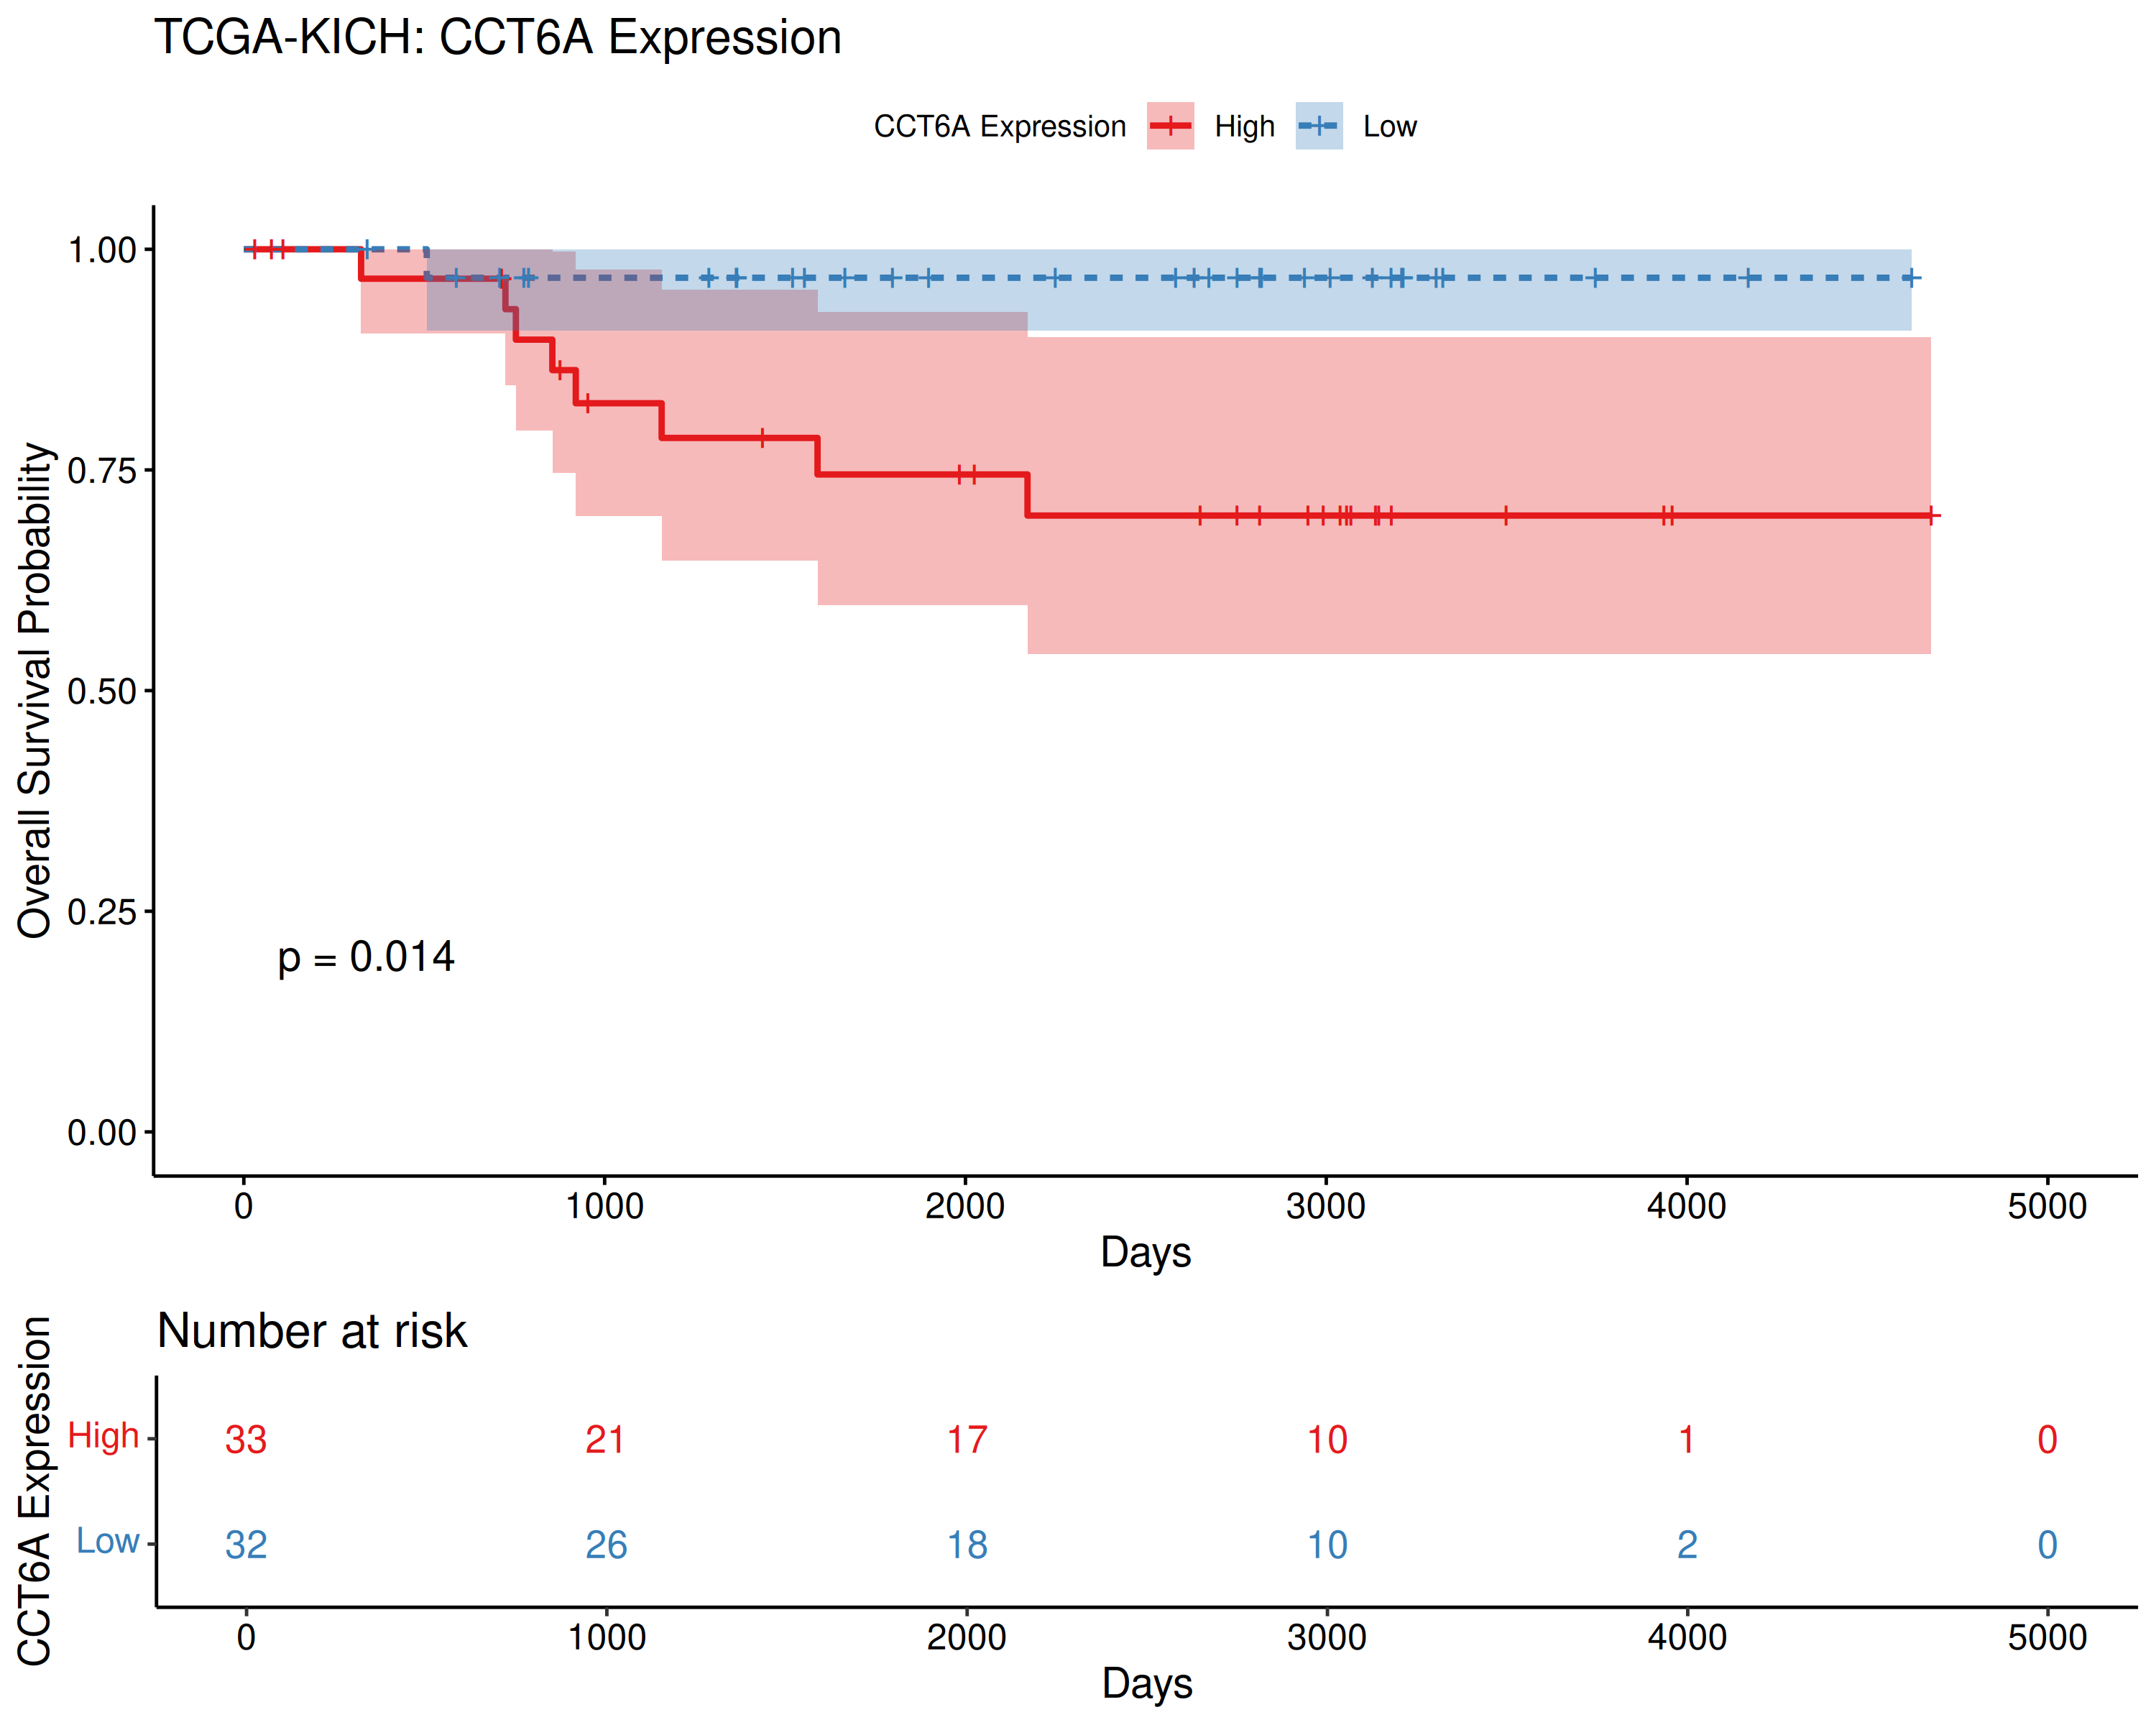 TCGA-KICH: CCT6A Expression
CCT6A Expression High Low
Overall Survival Probability
1.00
0.75
0.50
0.25
0.00
p = 0.014
0 1000 2000 3000 4000 5000
Days
Number at risk
CCT6A Expression
High 33 21 17 10 1 0
Low 32 26 18 10 2 0
0 1000 2000 3000 4000 5000
Days